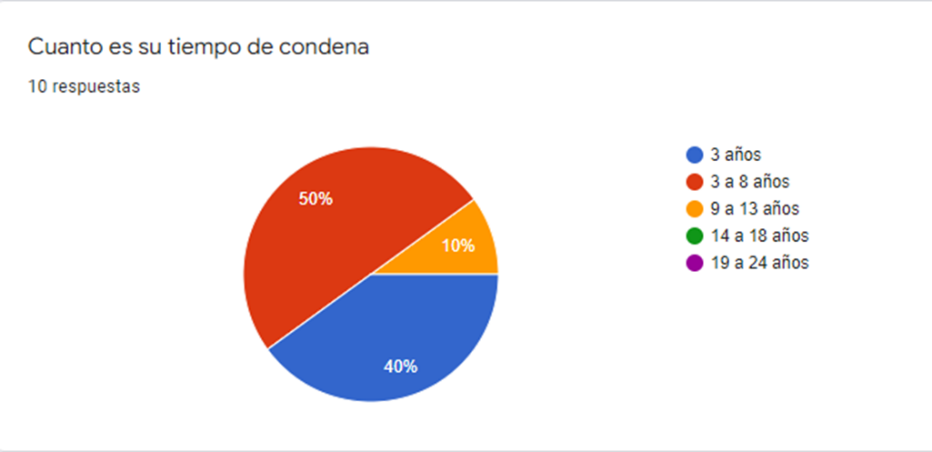 Cuanto es su tiempo de condena
10 respuestas
50%
10%
40%
3 años
3 a 8 años
9 a 13 años
14 a 18 años
19 a 24 años